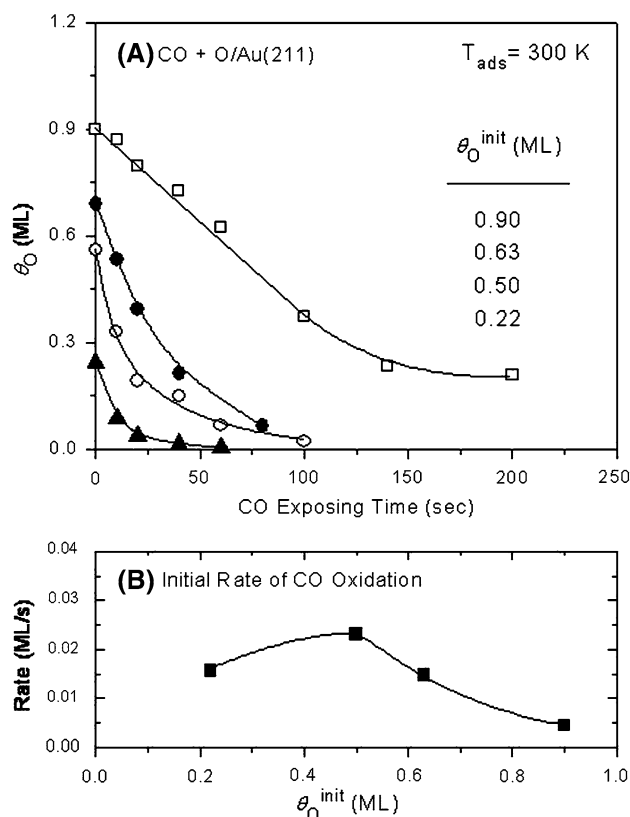 (A) CO + O/Au(211)
T_ads = 300 K
θ_O^init (ML)
0.90
0.63
0.50
0.22
1.2
0.9
0.6
0.3
0.0
θ_O (ML)
0 50 100 150 200 250
CO Exposing Time (sec)
(B) Initial Rate of CO Oxidation
0.04
0.03
0.02
0.01
0.00
Rate (ML/s)
0.0 0.2 0.4 0.6 0.8 1.0
θ_O^init (ML)